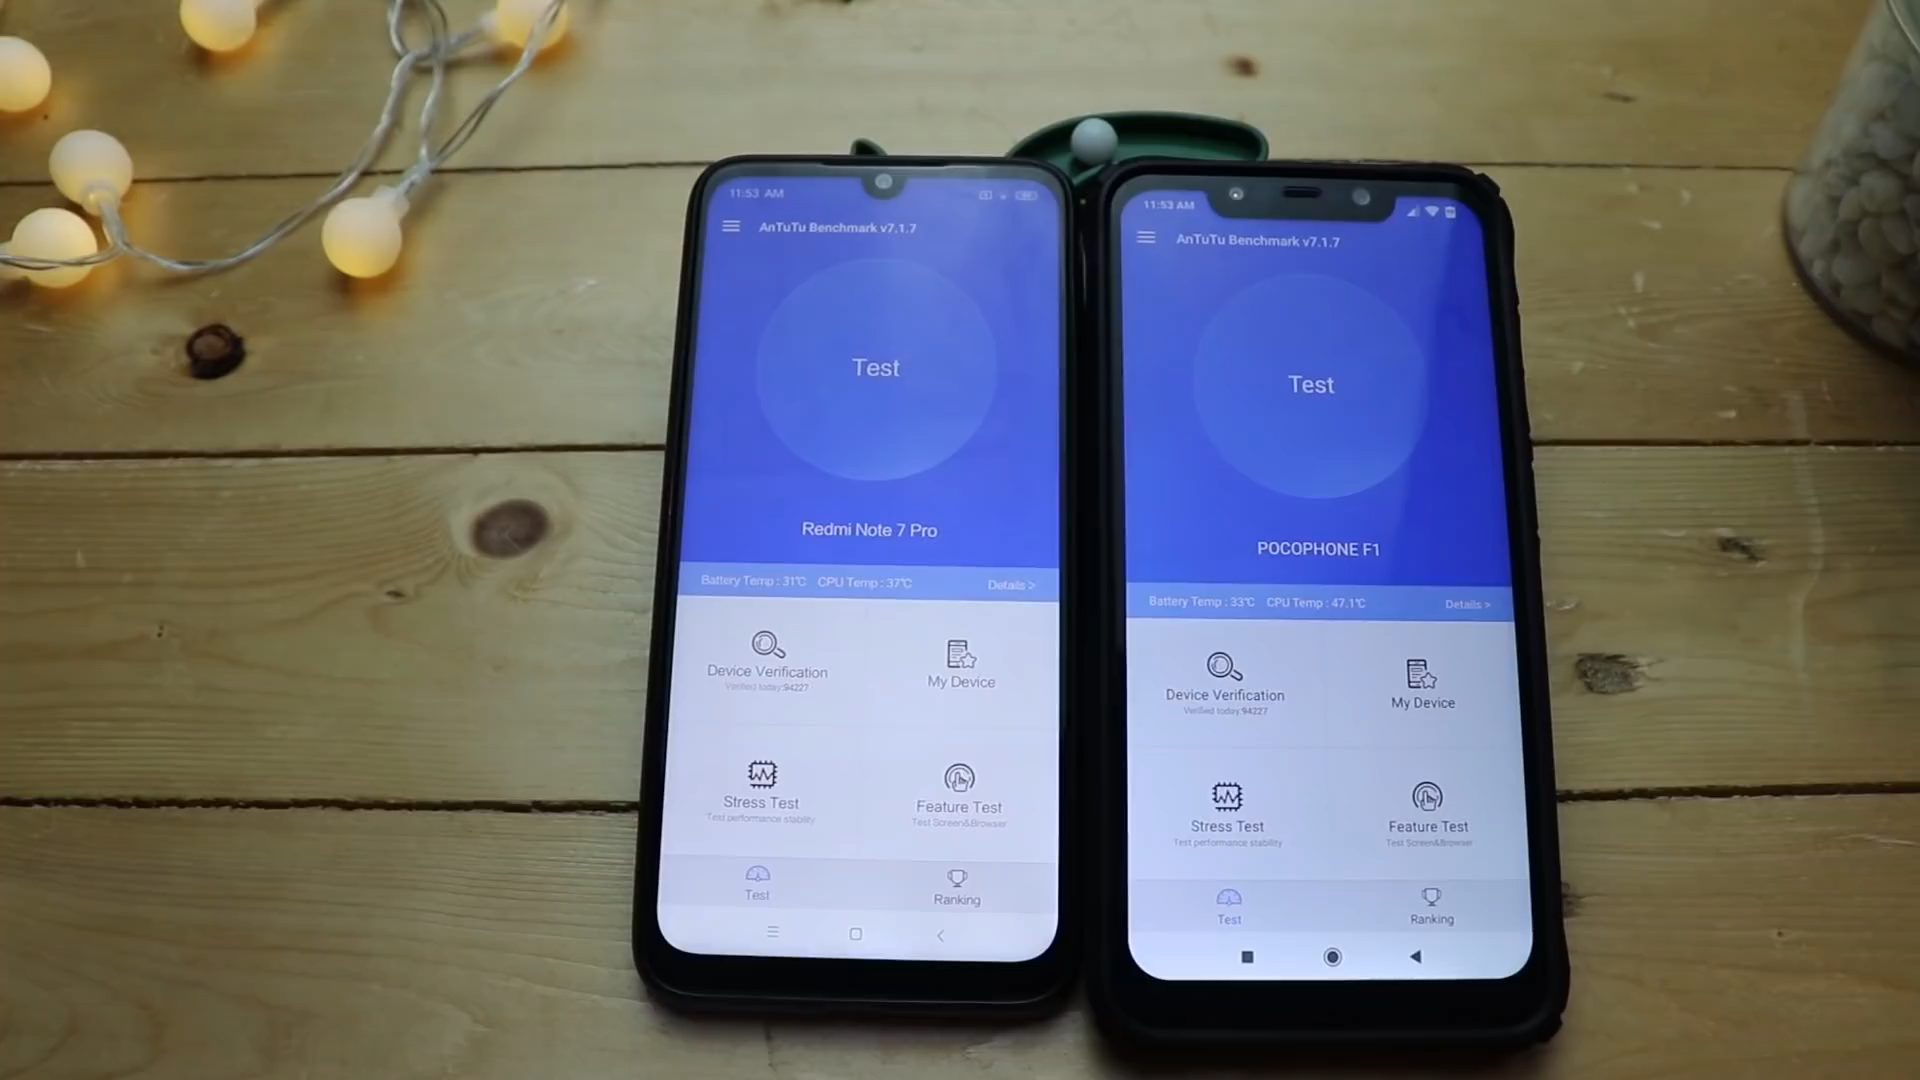 11:53 AM
AnTuTu Benchmark v7.1.7
Test
Redmi Note 7 Pro
Battery Temp : 31℃ CPU Temp : 37℃ Details >
Device Verification
Verified today:94227
My Device
Stress Test
Test performance stability
Feature Test
Test Screen&Browser
Test
Ranking
11:53 AM
AnTuTu Benchmark v7.1.7
Test
POCOPHONE F1
Battery Temp : 33℃ CPU Temp : 47.1℃ Details >
Device Verification
Verified today:94227
My Device
Stress Test
Test performance stability
Feature Test
Test Screen&Browser
Test
Ranking